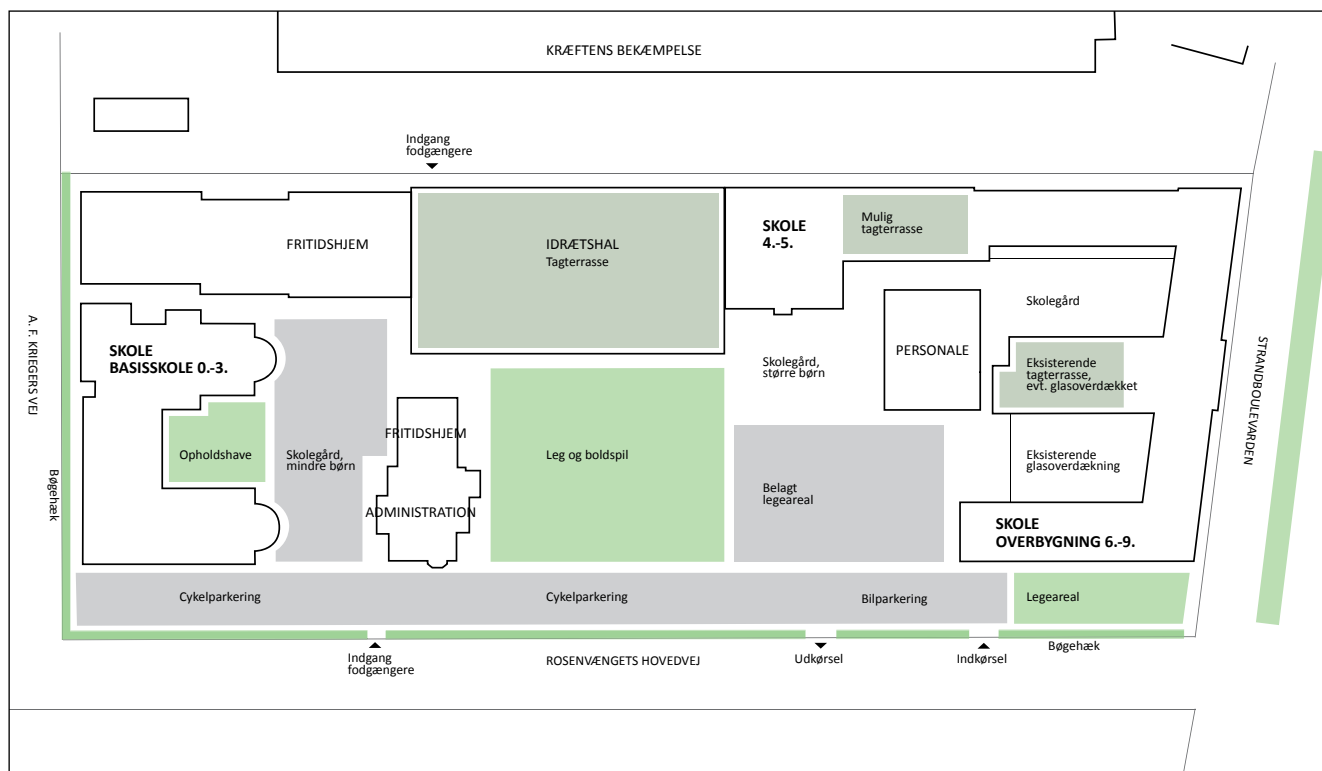 KRÆFTENS BEKÆMPELSE
Indgang
fodgængere
FRITIDSHJEM
IDRÆTSHAL
Tagterrasse
SKOLE
4.-5.
Mulig
tagterrasse
Skolegård
A. F. KRIEGERS VEJ
SKOLE
BASISSKOLE 0.-3.
Skolegård,
større børn
PERSONALE
Eksisterende
tagterrasse,
evt. glasoverdækket
STRANDBOULEVARDEN
Bøgehæk
Opholdshave
Skolegård,
mindre børn
FRITIDSHJEM
ADMINISTRATION
Leg og boldspil
Belagt
legeareal
Eksisterende
glasoverdækning
SKOLE
OVERBYGNING 6.-9.
Cykelparkering
Cykelparkering
Bilparkering
Legeareal
Indgang
fodgængere
ROSENVÆNGETS HOVEDVEJ
Udkørsel
Indkørsel
Bøgehæk